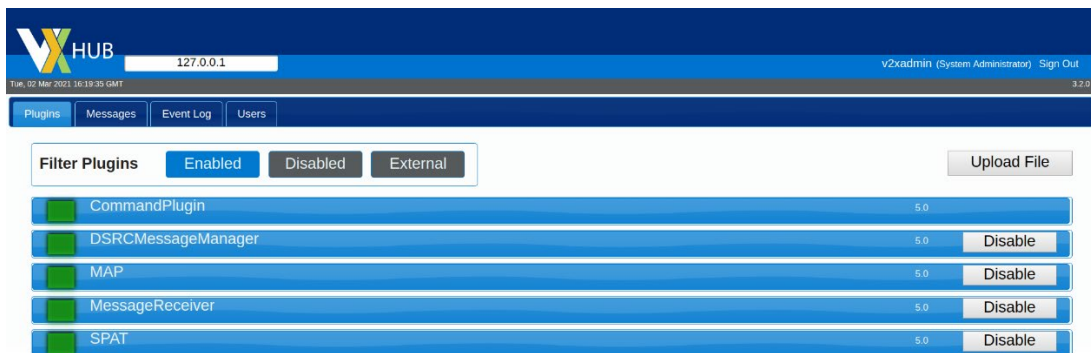 VX HUB
127.0.0.1
v2xadmin (System Administrator) Sign Out
Tue, 02 Mar 2021 16:19:35 GMT 3.2.0
Plugins Messages Event Log Users
Filter Plugins Enabled Disabled External Upload File
CommandPlugin 5.0
DSRCMessageManager 5.0 Disable
MAP 5.0 Disable
MessageReceiver 5.0 Disable
SPAT 5.0 Disable